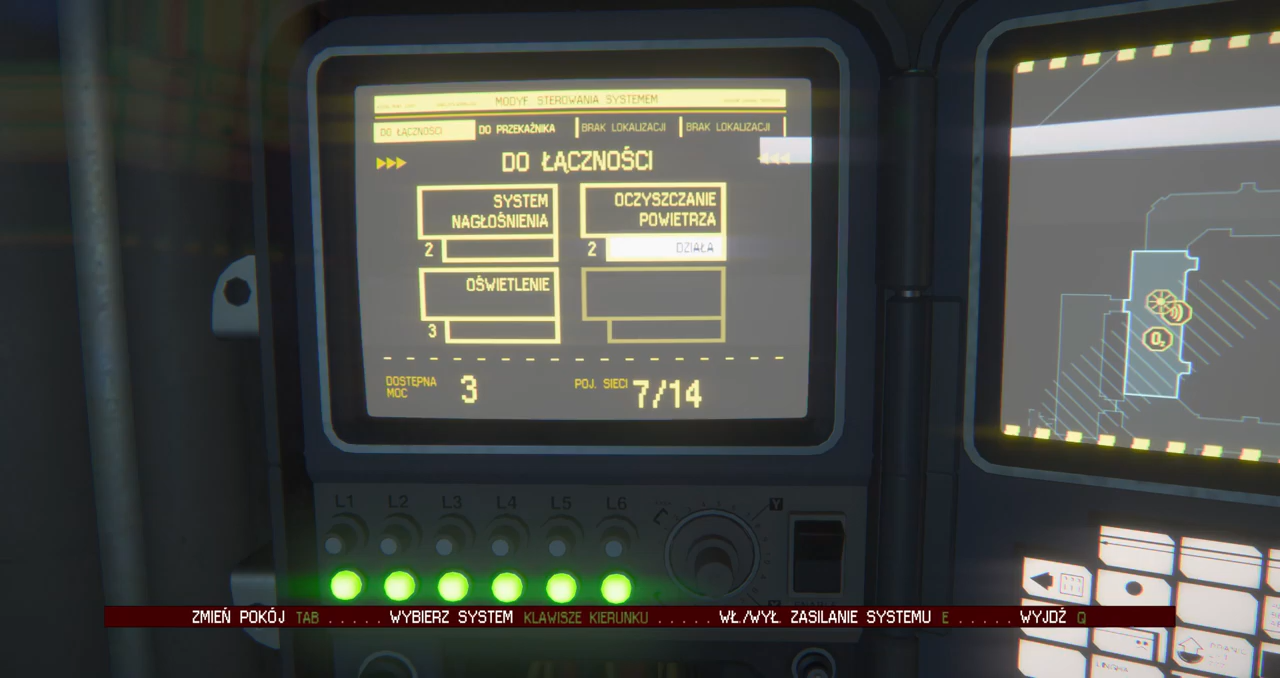 MODYF STEROWANIA SYSTEMEM
DO ŁĄCZNOŚCI DO PRZEKAŹNIKA BRAK LOKALIZACJI BRAK LOKALIZACJI
DO ŁĄCZNOŚCI
SYSTEM
NAGŁOŚNIENIA
2
OCZYSZCZANIE
POWIETRZA
2 DZIAŁA
OŚWIETLENIE
3
DOSTĘPNA
MOC
3
POJ. SIECI 7/14
O₂
L1 L2 L3 L4 L5 L6
Y
ZMIEŃ POKÓJ TAB ..... WYBIERZ SYSTEM KLAWISZE KIERUNKU ..... WŁ./WYŁ. ZASILANIE SYSTEMU E ..... WYJDŹ Q